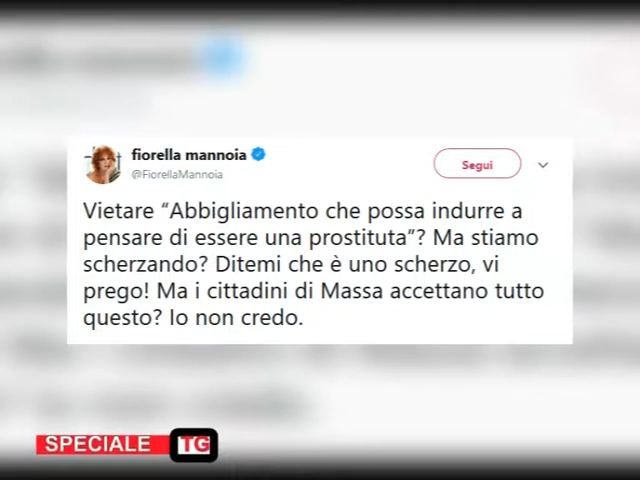 fiorella mannoia
@FiorellaMannoia
Segui
Vietare “Abbigliamento che possa indurre a
pensare di essere una prostituta”? Ma stiamo
scherzando? Ditemi che è uno scherzo, vi
prego! Ma i cittadini di Massa accettano tutto
questo? Io non credo.
SPECIALE TG